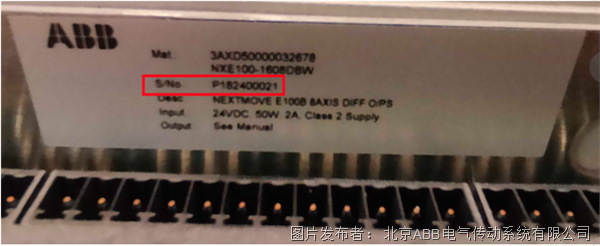 ABB
Mat. 3AXD50000032678
NXE100-1608DBW
S/No. P182400021
Desc NEXTMOVE E100B 8AXIS DIFF O/PS
Input 24VDC. 50W. 2A, Class 2 Supply
Output See Manual
图片发布者：北京ABB电气传动系统有限公司